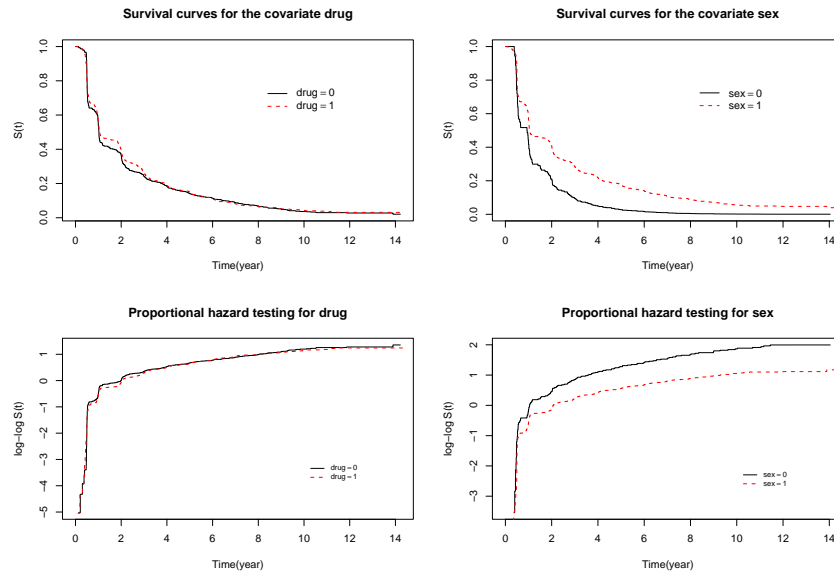 Survival curves for the covariate drug
S(t)
1.0
0.8
0.6
0.4
0.2
0.0
drug = 0
drug = 1
0 2 4 6 8 10 12 14
Time(year)
Survival curves for the covariate sex
S(t)
1.0
0.8
0.6
0.4
0.2
0.0
sex = 0
sex = 1
0 2 4 6 8 10 12 14
Time(year)
Proportional hazard testing for drug
log−log S(t)
1
0
−1
−2
−3
−4
−5
drug = 0
drug = 1
0 2 4 6 8 10 12 14
Time(year)
Proportional hazard testing for sex
log−log S(t)
2
1
0
−1
−2
−3
sex = 0
sex = 1
0 2 4 6 8 10 12 14
Time(year)